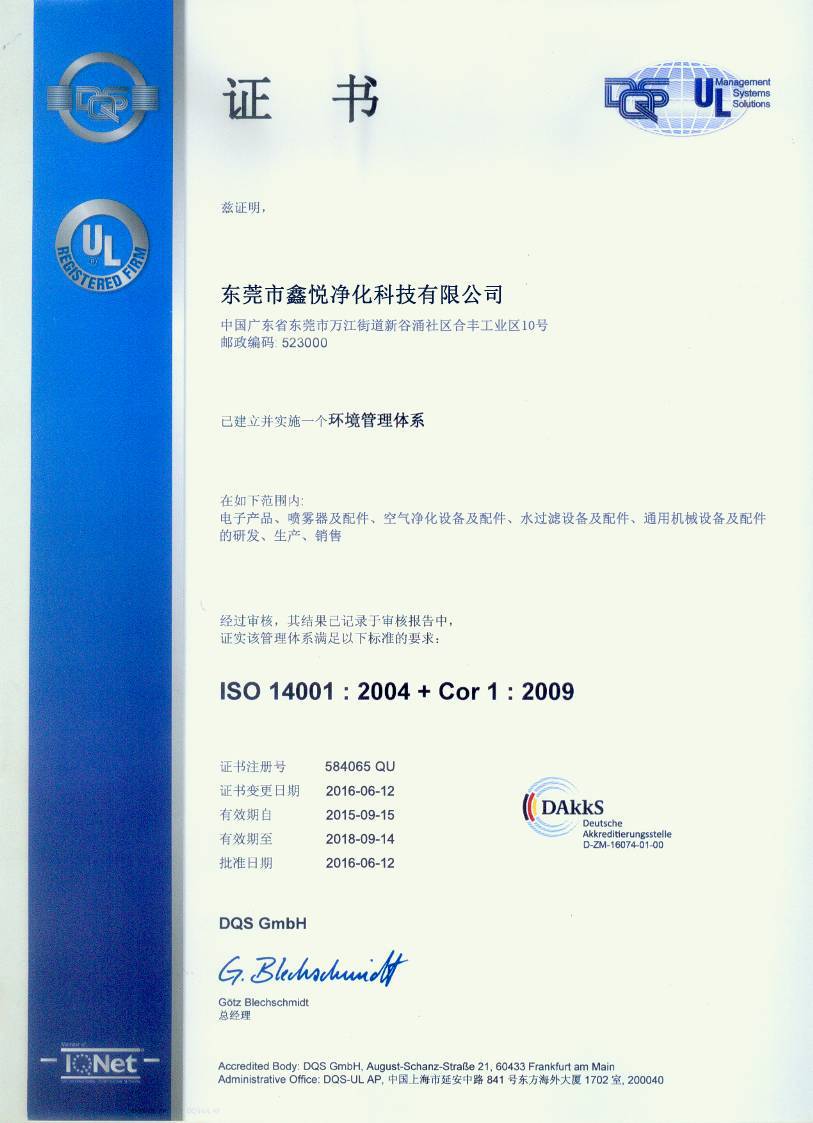 DQS
UL
REGISTERED FIRM
证 书
DQS
UL
Management
Systems
Solutions
兹证明，
东莞市鑫悦净化科技有限公司
中国广东省东莞市万江街道新谷涌社区合丰工业区10号
邮政编码: 523000
已建立并实施一个环境管理体系
在如下范围内:
电子产品、喷雾器及配件、空气净化设备及配件、水过滤设备及配件、通用机械设备及配件
的研发、生产、销售
经过审核，其结果已记录于审核报告中，
证实该管理体系满足以下标准的要求：
ISO 14001 : 2004 + Cor 1 : 2009
证书注册号 584065 QU
证书变更日期 2016-06-12
有效期自 2015-09-15
有效期至 2018-09-14
批准日期 2016-06-12
DAkkS
Deutsche
Akkreditierungsstelle
D-ZM-16074-01-00
DQS GmbH
G. Blechschmidt
Götz Blechschmidt
总经理
Member of
IQNet
Accredited Body: DQS GmbH, August-Schanz-Straße 21, 60433 Frankfurt am Main
Administrative Office: DQS-UL AP, 中国上海市延安中路 841 号东方海外大厦 1702 室, 200040